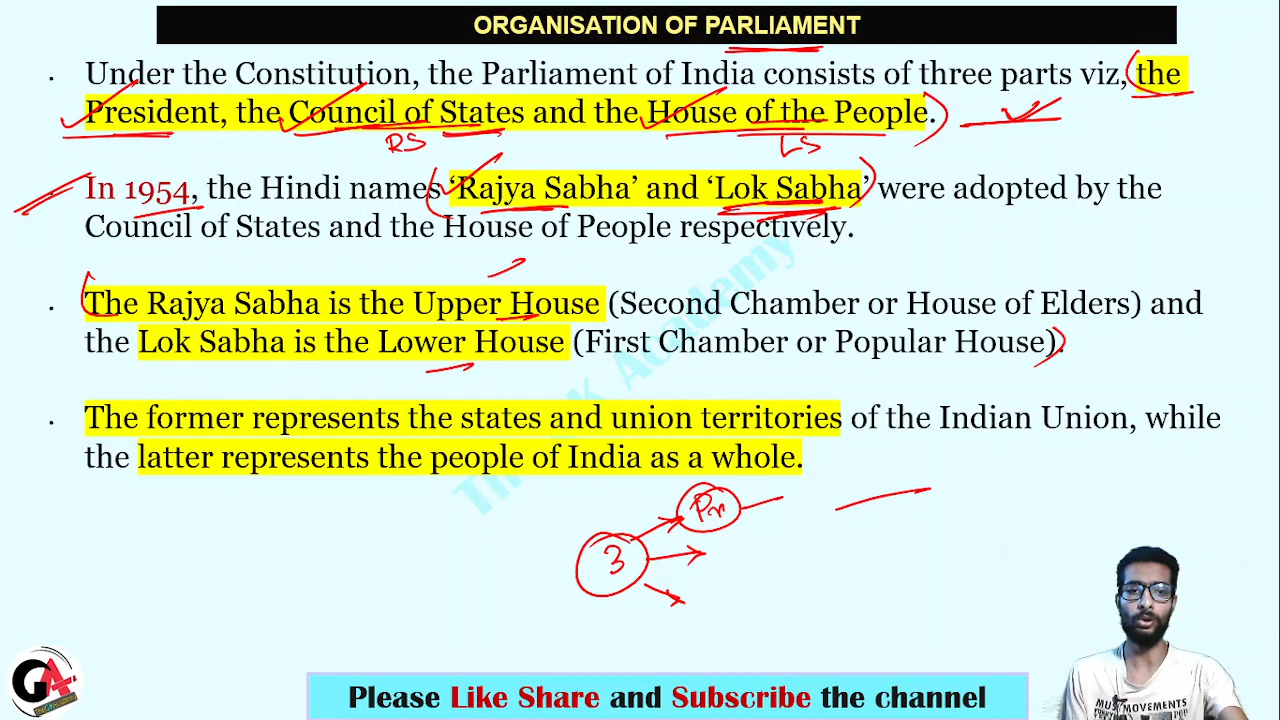 ORGANISATION OF PARLIAMENT
· Under the Constitution, the Parliament of India consists of three parts viz, the
President, the Council of States and the House of the People.
RS LS
In 1954, the Hindi names ‘Rajya Sabha’ and ‘Lok Sabha’ were adopted by the
Council of States and the House of People respectively.
· The Rajya Sabha is the Upper House (Second Chamber or House of Elders) and
the Lok Sabha is the Lower House (First Chamber or Popular House).
· The former represents the states and union territories of the Indian Union, while
the latter represents the people of India as a whole.
Pr
3
GA
Please Like Share and Subscribe the channel